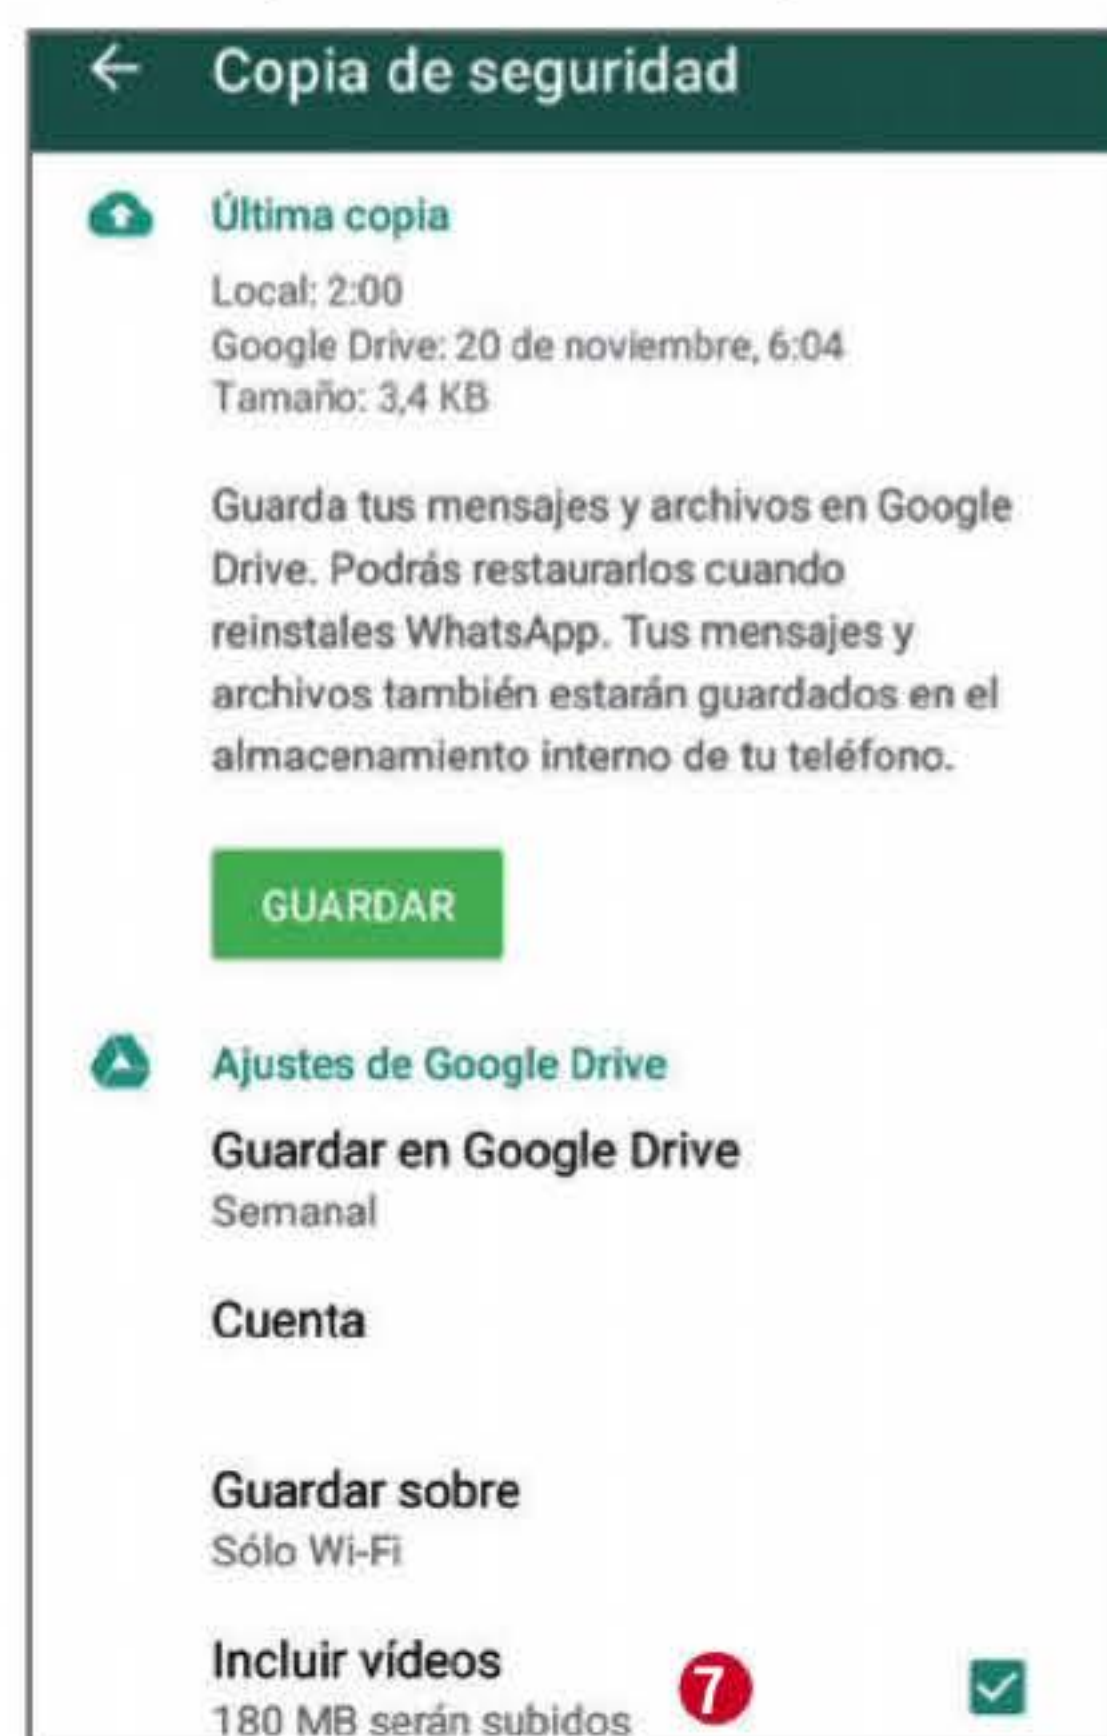 Copia de seguridad
Última copia
Local: 2:00
Google Drive: 20 de noviembre, 6:04
Tamaño: 3,4 KB
Guarda tus mensajes y archivos en Google
Drive. Podrás restaurarlos cuando
reinstales WhatsApp. Tus mensajes y
archivos también estarán guardados en el
almacenamiento interno de tu teléfono.
GUARDAR
Ajustes de Google Drive
Guardar en Google Drive
Semanal
Cuenta
Guardar sobre
Sólo Wi-Fi
Incluir vídeos
7
180 MB serán subidos